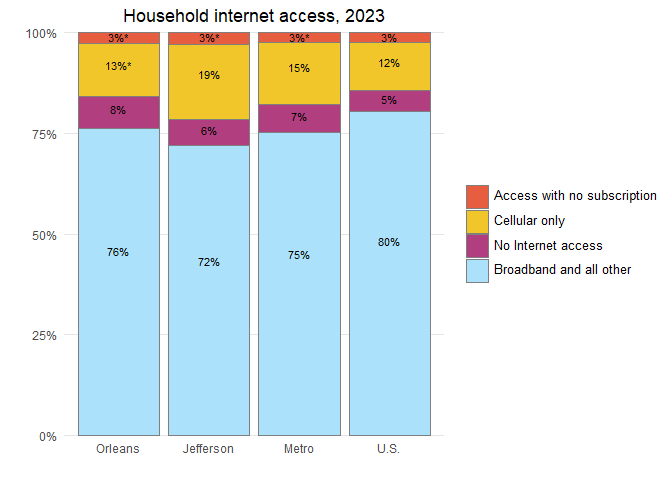 Household internet access, 2023
100%
75%
50%
25%
0%
3%*
3%*
3%*
3%
13%*
19%
15%
12%
8%
6%
7%
5%
76%
72%
75%
80%
Orleans
Jefferson
Metro
U.S.
Access with no subscription
Cellular only
No Internet access
Broadband and all other